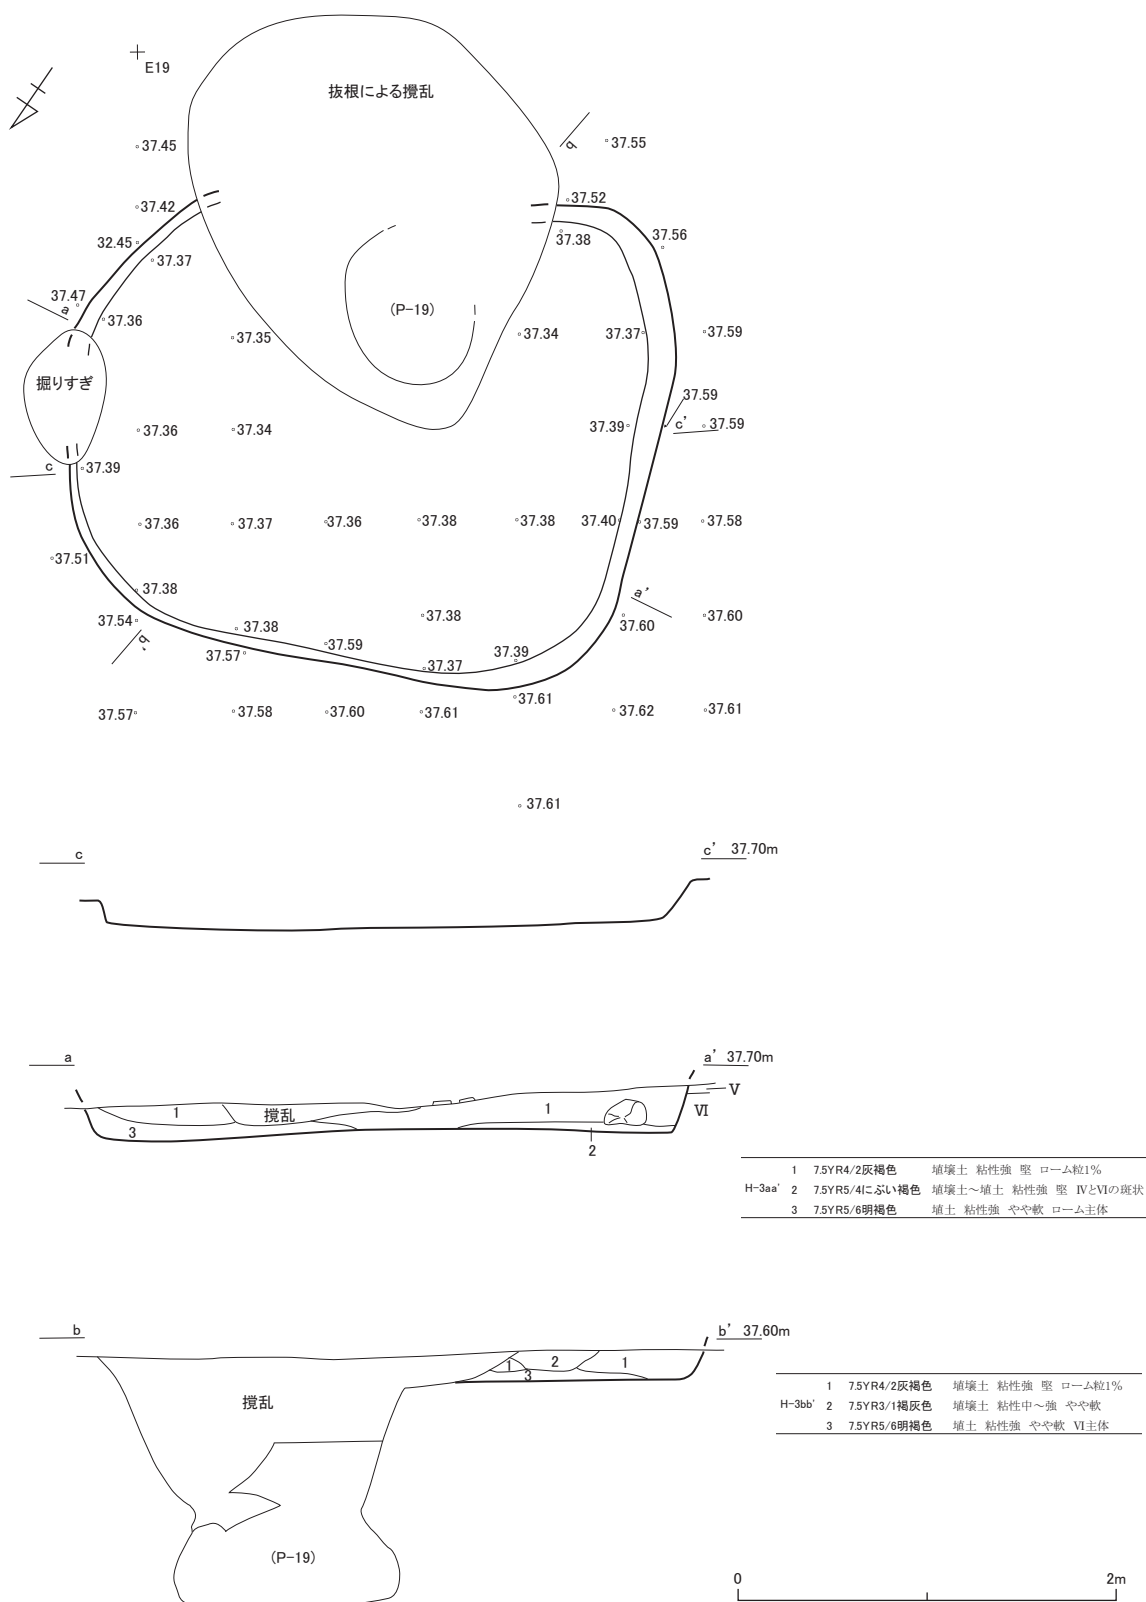 E19
抜根による攪乱
37.45
b
37.55
37.42
37.52
32.45
37.38
37.56
37.37
37.47
a
37.36
(P-19)
37.35
37.34
37.37
37.59
掘りすぎ
37.59
37.36
37.34
37.39
c’
37.59
c
37.39
37.36
37.37
37.36
37.38
37.38
37.40
37.59
37.58
37.51
37.38
a’
37.54
37.38
37.38
37.60
37.60
b’
37.59
37.57
37.37
37.39
37.61
37.57
37.58
37.60
37.61
37.62
37.61
37.61
c
c’ 37.70m
a
a’ 37.70m
Ⅴ
1
攪乱
1
Ⅵ
3
2
1 7.5YR4/2灰褐色 埴壌土 粘性強 堅 ローム粒1%
H-3aa’ 2 7.5YR5/4にぶい褐色 埴壌土～埴土 粘性強 堅 ⅣとⅥの斑状
3 7.5YR5/6明褐色 埴土 粘性強 やや軟 ローム主体
b
b’ 37.60m
1
2
1
3
攪乱
1 7.5YR4/2灰褐色 埴壌土 粘性強 堅 ローム粒1%
H-3bb’ 2 7.5YR3/1褐灰色 埴壌土 粘性中～強 やや軟
3 7.5YR5/6明褐色 埴土 粘性強 やや軟 Ⅵ主体
(P-19)
0
2m